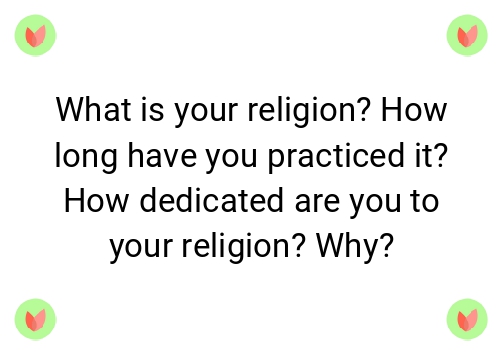 What is your religion? How
long have you practiced it?
How dedicated are you to
your religion? Why?